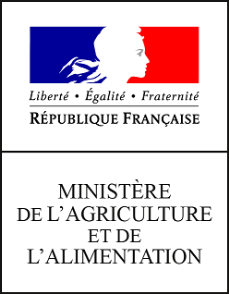 Liberté • Égalité • Fraternité
RÉPUBLIQUE FRANÇAISE
MINISTÈRE
DE L'AGRICULTURE
ET DE
L'ALIMENTATION